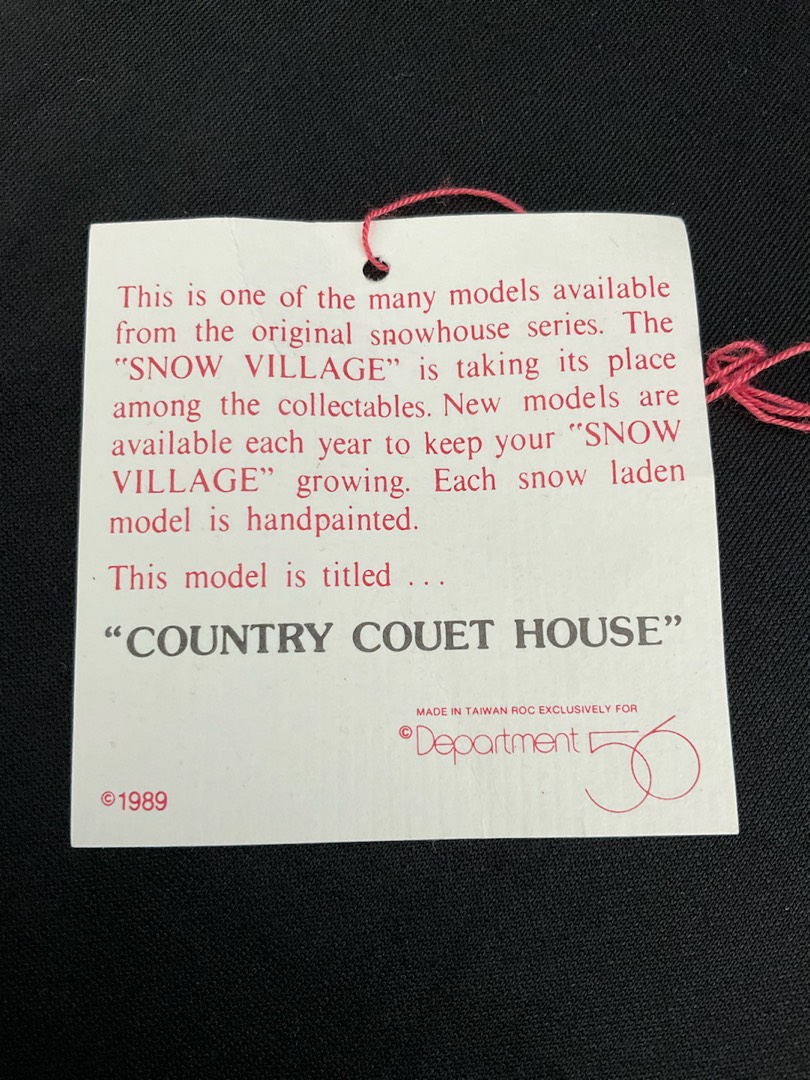 This is one of the many models available
from the original snowhouse series. The
"SNOW VILLAGE" is taking its place
among the collectables. New models are
available each year to keep your "SNOW
VILLAGE" growing. Each snow laden
model is handpainted.
This model is titled ...
"COUNTRY COUET HOUSE"
MADE IN TAIWAN ROC EXCLUSIVELY FOR
©Department 56
©1989